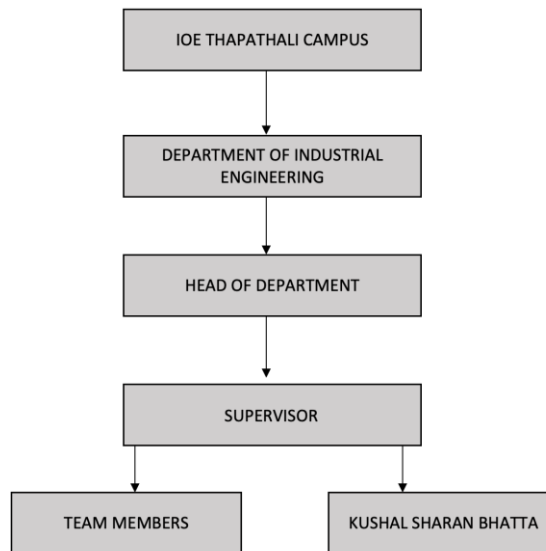 IOE THAPATHALI CAMPUS
DEPARTMENT OF INDUSTRIAL
ENGINEERING
HEAD OF DEPARTMENT
SUPERVISOR
TEAM MEMBERS
KUSHAL SHARAN BHATTA